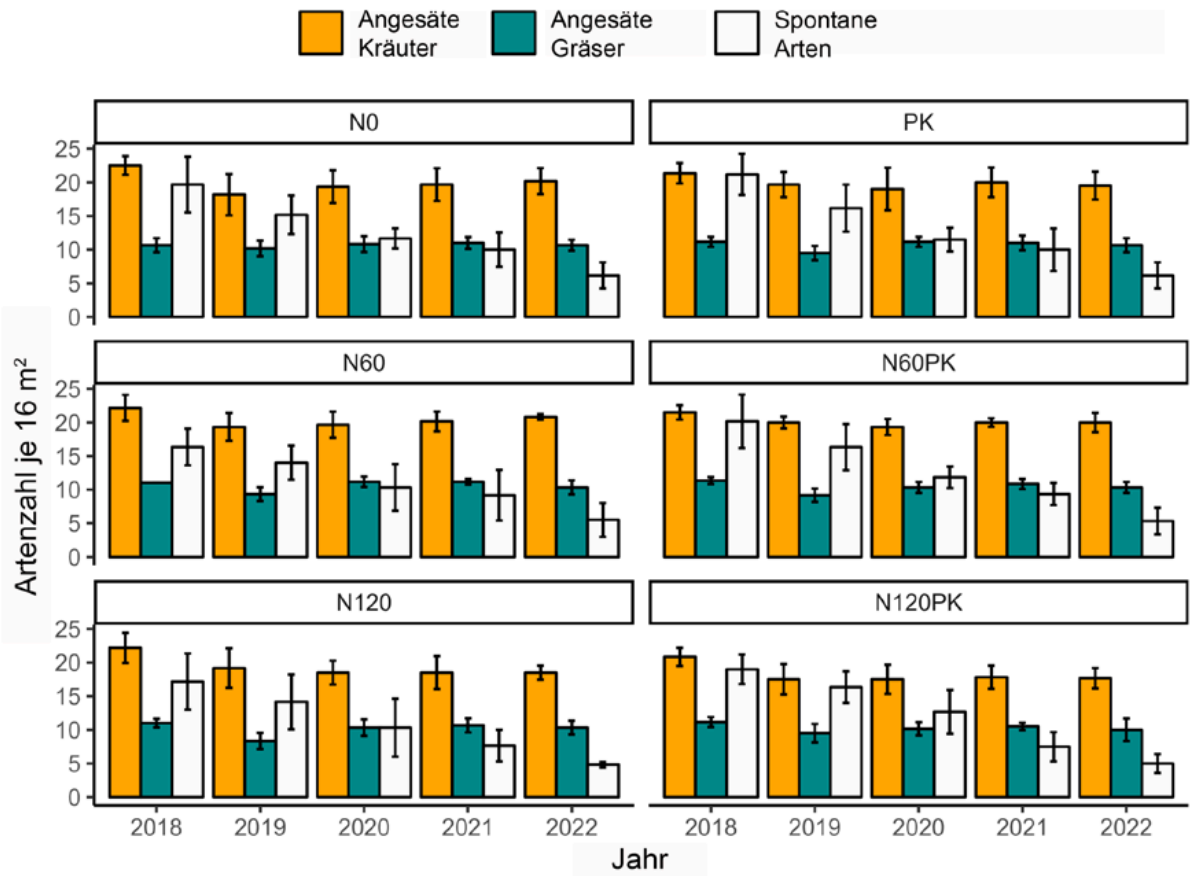 Angesäte Kräuter
Angesäte Gräser
Spontane Arten
N0
PK
25
20
15
10
5
0
N60
N60PK
25
20
15
10
5
0
N120
N120PK
25
20
15
10
5
0
2018 2019 2020 2021 2022
2018 2019 2020 2021 2022
Artenzahl je 16 m²
Jahr